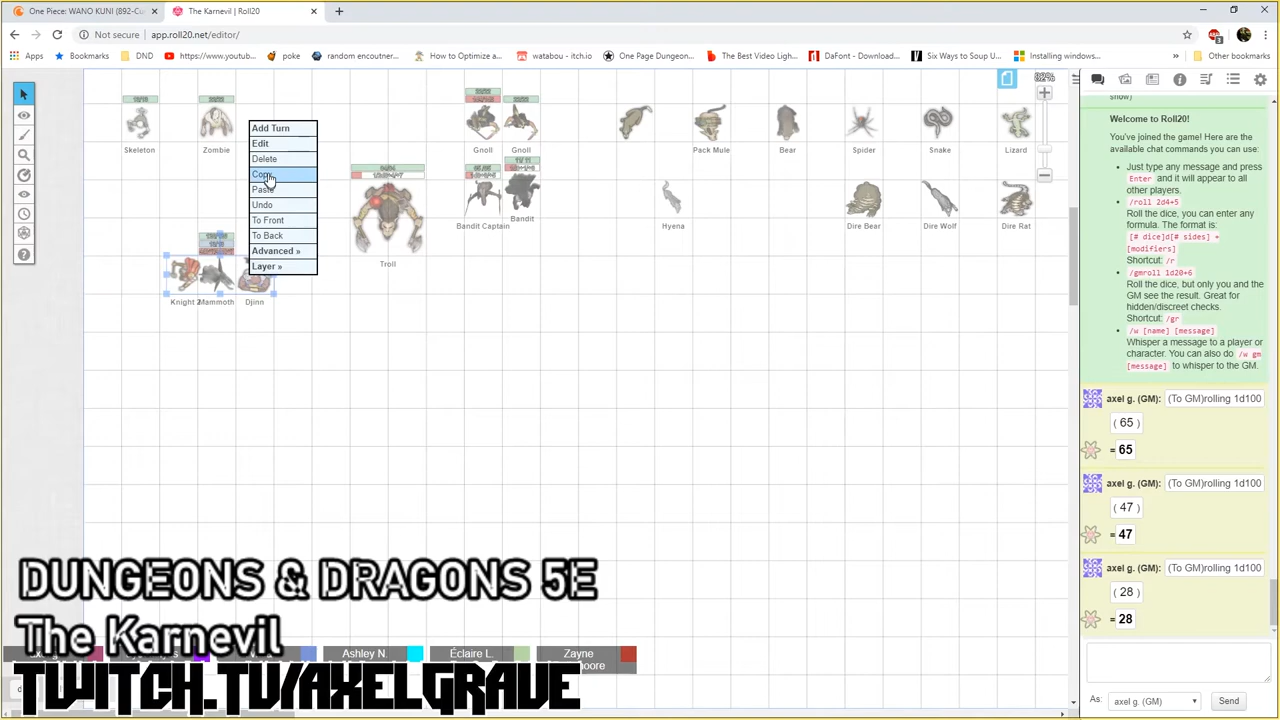 One Piece: WANO KUNI (892-Cur
The Karnevil | Roll20
Not secure | app.roll20.net/editor/
Apps
Bookmarks
DND
https://www.youtube...
poke
random encoutner...
watabou - itch.io
One Page Dungeon...
The Best Video Ligh...
DaFont - Download...
Six Ways to Soup U...
Installing windows...
Other bookmarks
82%
Skeleton
Zombie
Gnoll
Gnoll
Pack Mule
Bear
Spider
Snake
Lizard
Bandit Captain
Bandit
Hyena
Dire Bear
Dire Wolf
Dire Rat
Troll
Knight 2
Mammoth
Djinn
Add Turn
Edit
Delete
Copy
Paste
Undo
To Front
To Back
Advanced »
Layer »
show)
Welcome to Roll20!
You've joined the game! Here are the
available chat commands you can use:
Just type any message and press
Enter and it will appear to all
other players.
/roll 2d4+5
Roll the dice, you can enter any
formula. The format is:
[# dice]d[# sides] +
[modifiers]
Shortcut: /r
/gmroll 1d20+6
Roll the dice, but only you and the
GM see the result. Great for
hidden/discreet checks.
Shortcut: /gr
/w [name] [message]
Whisper a message to a player or
character. You can also do /w gm
[message] to whisper to the GM.
axel g. (GM): (To GM)rolling 1d100
( 65 )
= 65
axel g. (GM): (To GM)rolling 1d100
( 47 )
= 47
axel g. (GM): (To GM)rolling 1d100
( 28 )
= 28
As: axel g. (GM)
Send
DUNGEONS & DRAGONS 5E
The Karnevil
Ashley N.
Éclaire L.
Zayne
TWITCH.TV/AXELGRAVE